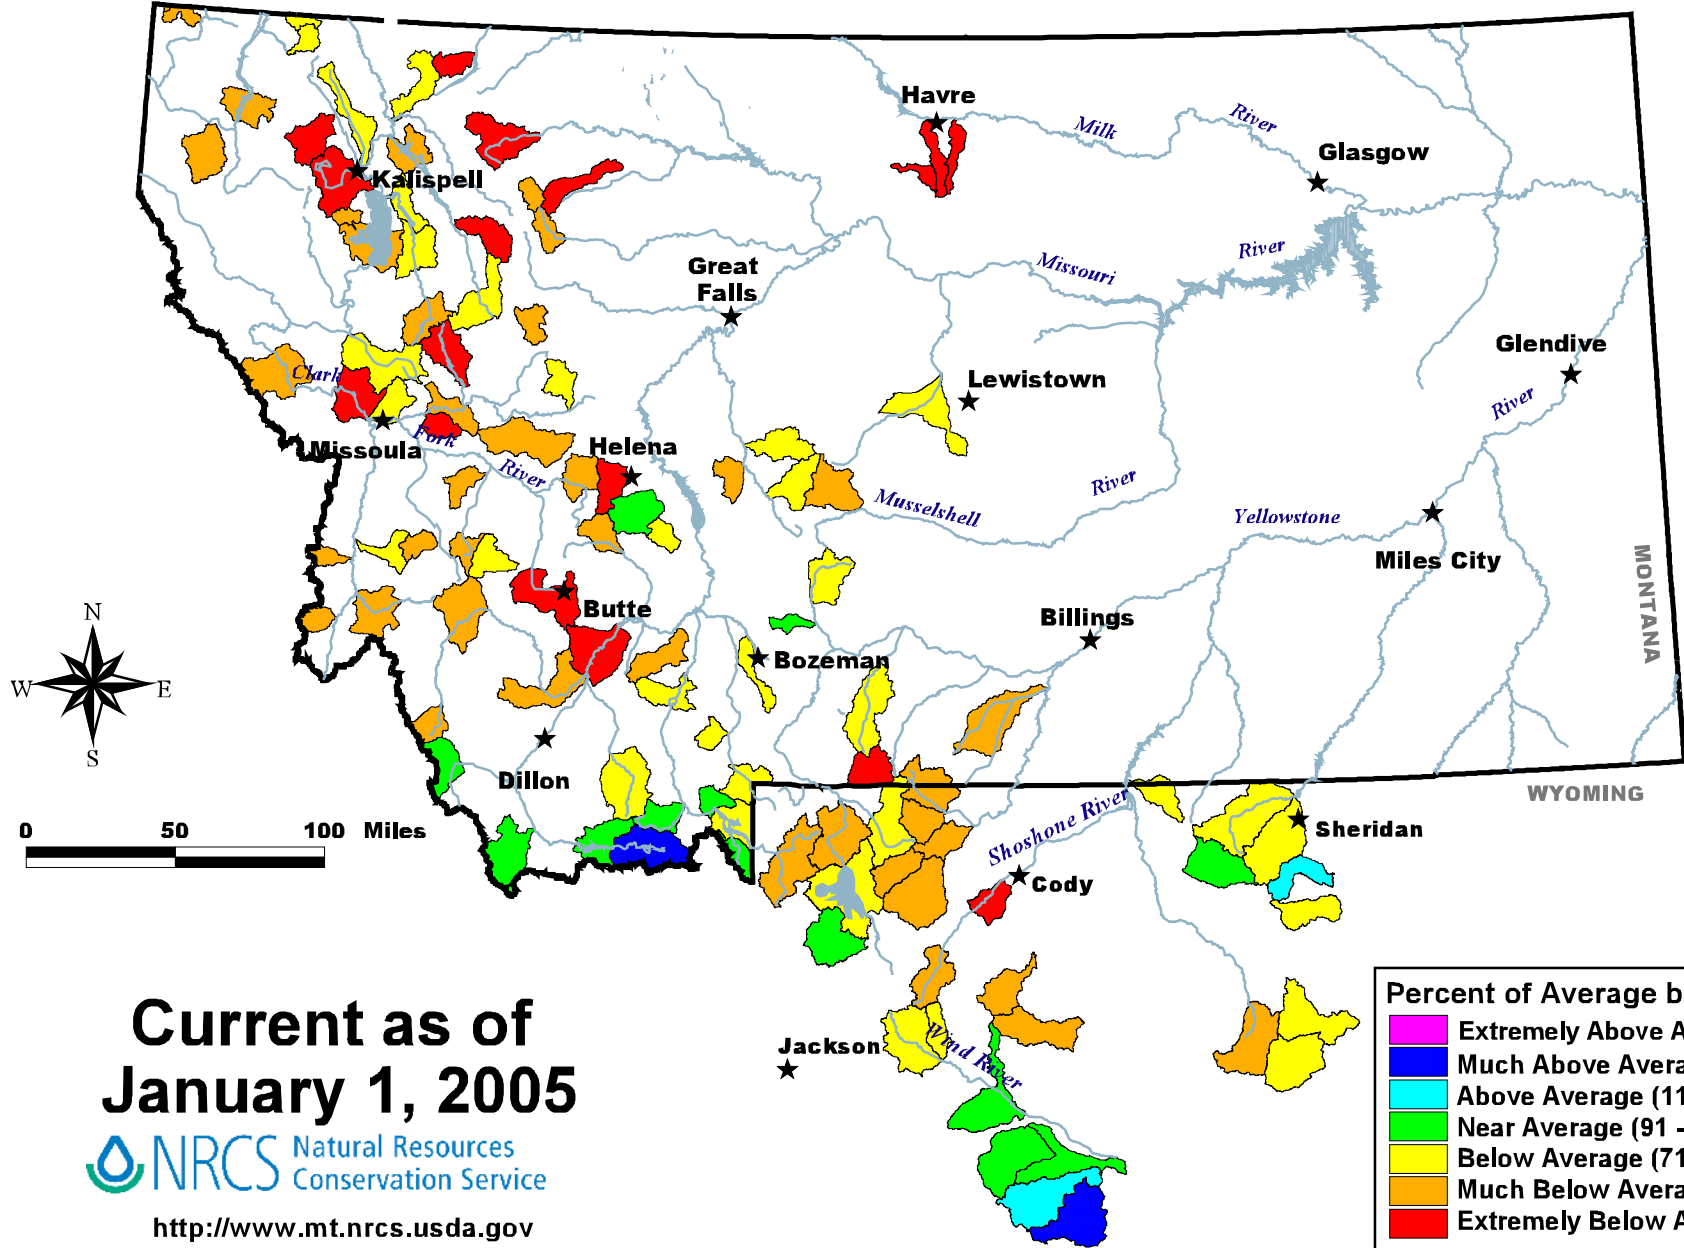 Havre
Milk
River
Glasgow
Kalispell
Great
Falls
Missouri
River
Glendive
River
Lewistown
Clark
Missoula
Fork
River
Helena
Musselshell
River
Yellowstone
Miles City
MONTANA
N
W E
S
Butte
Bozeman
Billings
Dillon
WYOMING
0 50 100 Miles
Shoshone River
Sheridan
Cody
Jackson
Wind River
Current as of
January 1, 2005
NRCS
Natural Resources
Conservation Service
http://www.mt.nrcs.usda.gov
Percent of Average b
Extremely Above A
Much Above Avera
Above Average (11
Near Average (91 -
Below Average (71
Much Below Avera
Extremely Below A